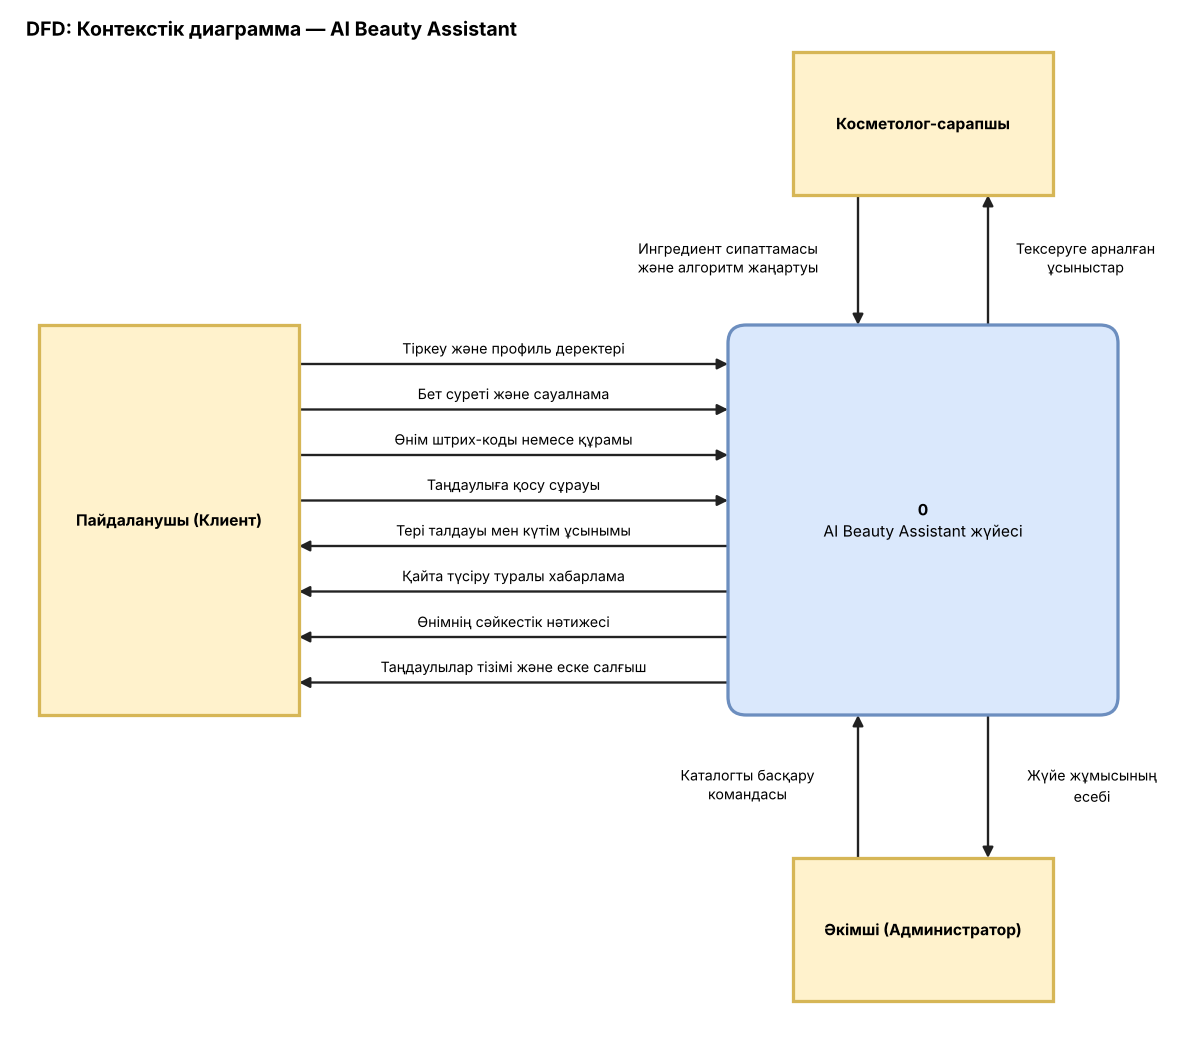 DFD: Контекстік диаграмма — AI Beauty Assistant
Косметолог-сарапшы
Ингредиент сипаттамасы
және алгоритм жаңартуы
Тексеруге арналған
ұсыныстар
Тіркеу және профиль деректері
Бет суреті және сауалнама
Өнім штрих-коды немесе құрамы
Таңдаулыға қосу сұрауы
Тері талдауы мен күтім ұсынымы
Қайта түсіру туралы хабарлама
Өнімнің сәйкестік нәтижесі
Таңдаулылар тізімі және еске салғыш
Пайдаланушы (Клиент)
0
AI Beauty Assistant жүйесі
Каталогты басқару
командасы
Жүйе жұмысының
есебі
Әкімші (Администратор)